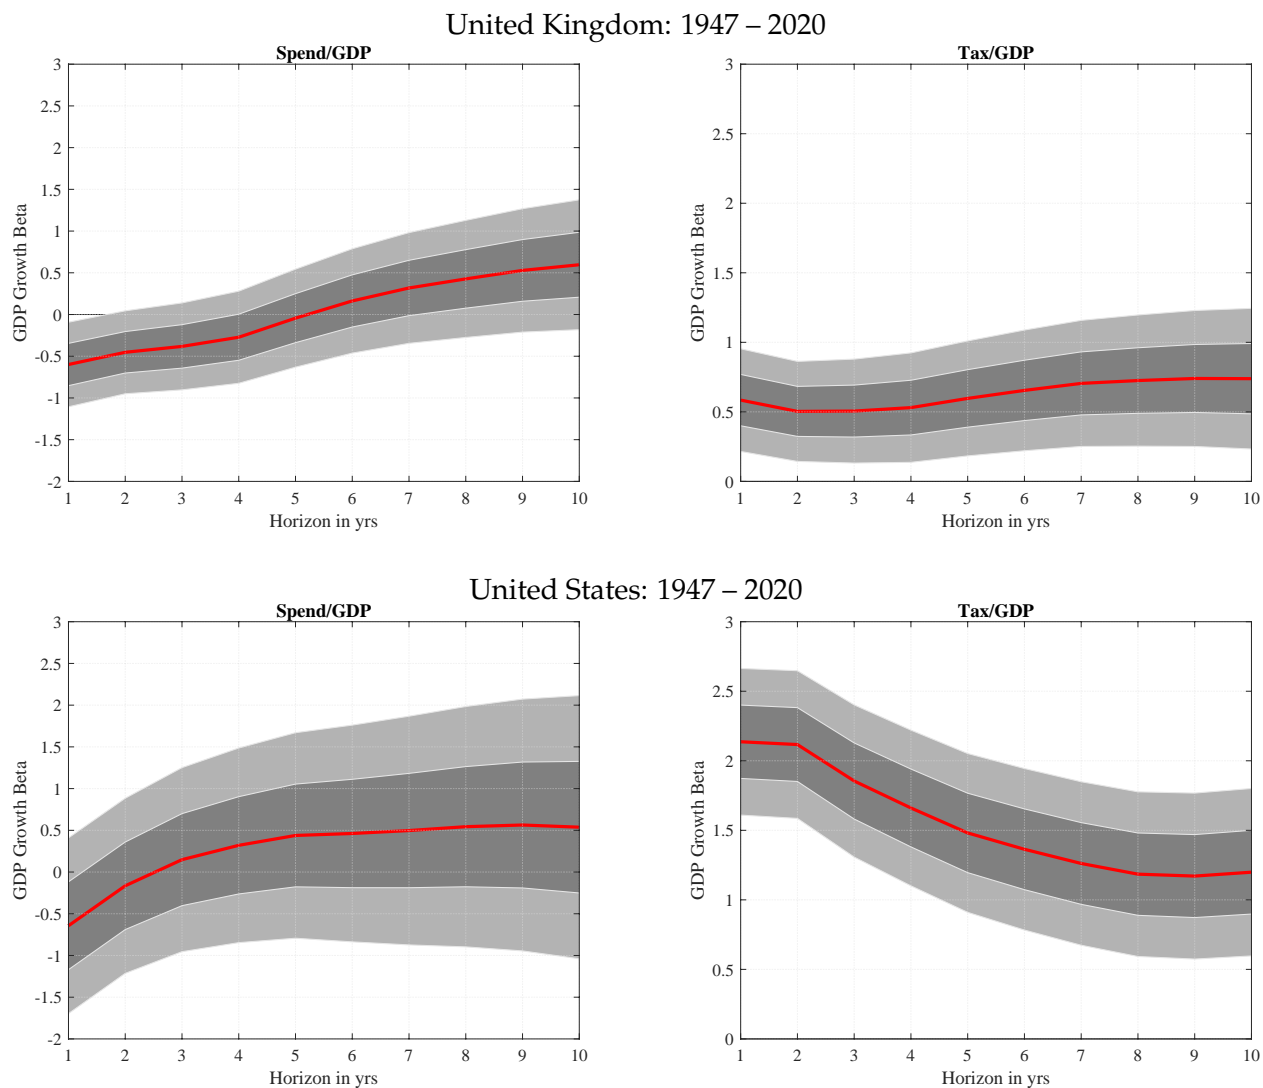 United Kingdom: 1947 – 2020
Spend/GDP
3
2.5
2
1.5
1
0.5
0
-0.5
-1
-1.5
-2
GDP Growth Beta
1 2 3 4 5 6 7 8 9 10
Horizon in yrs
Tax/GDP
3
2.5
2
1.5
1
0.5
0
GDP Growth Beta
1 2 3 4 5 6 7 8 9 10
Horizon in yrs
United States: 1947 – 2020
Spend/GDP
3
2.5
2
1.5
1
0.5
0
-0.5
-1
-1.5
-2
GDP Growth Beta
1 2 3 4 5 6 7 8 9 10
Horizon in yrs
Tax/GDP
3
2.5
2
1.5
1
0.5
0
GDP Growth Beta
1 2 3 4 5 6 7 8 9 10
Horizon in yrs